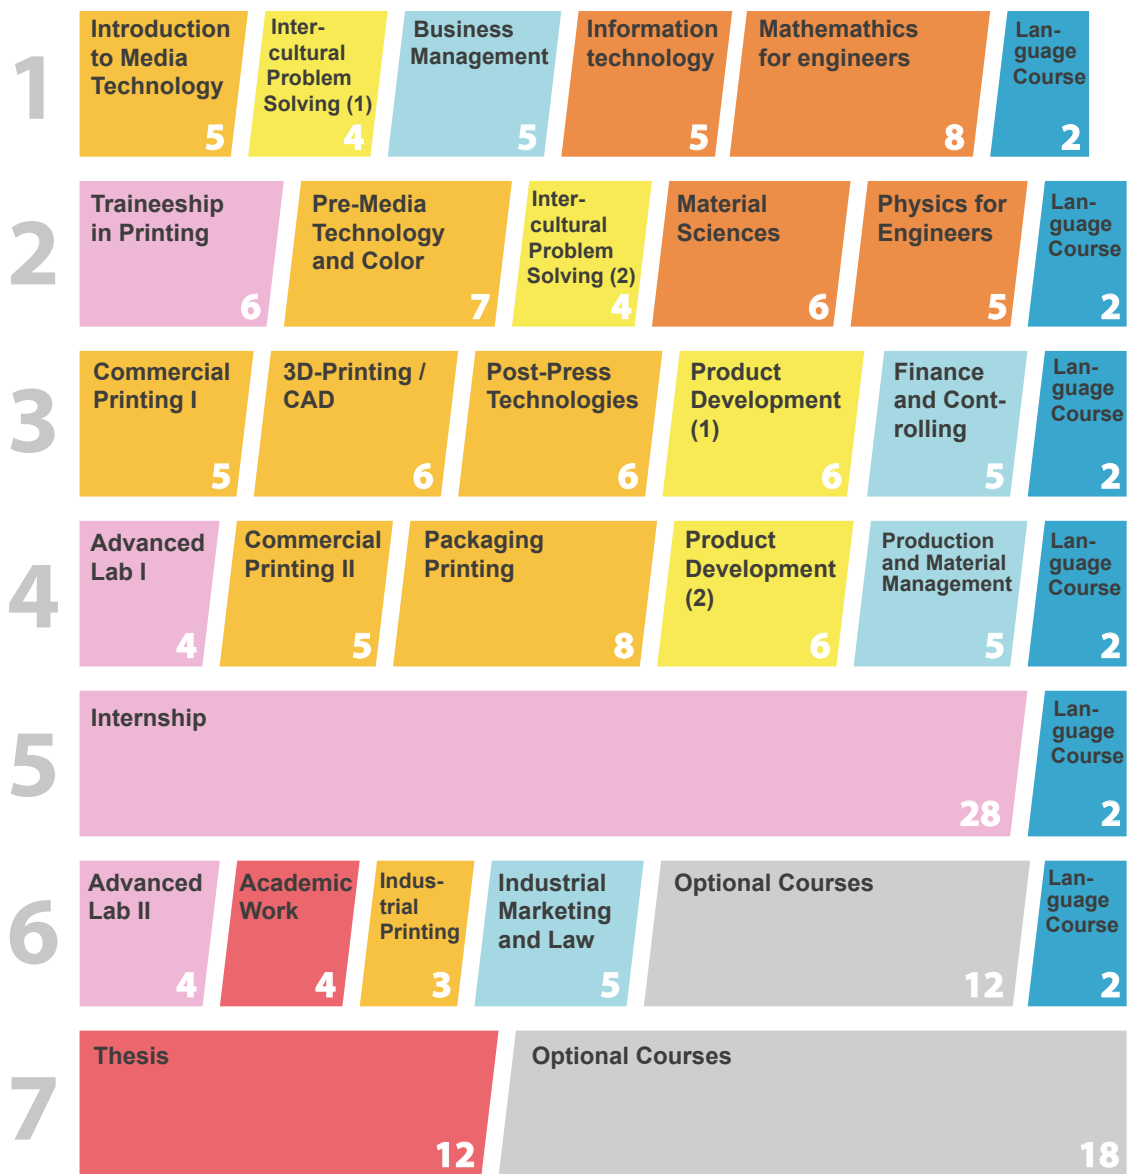 1
Introduction
to Media
Technology
5
Inter-
cultural
Problem
Solving (1)
4
Business
Management
5
Information
technology
5
Mathemathics
for engineers
8
Lan-
guage
Course
2
2
Traineeship
in Printing
6
Pre-Media
Technology
and Color
7
Inter-
cultural
Problem
Solving (2)
4
Material
Sciences
6
Physics for
Engineers
5
Lan-
guage
Course
2
3
Commercial
Printing I
5
3D-Printing /
CAD
6
Post-Press
Technologies
6
Product
Development
(1)
6
Finance
and Cont-
rolling
5
Lan-
guage
Course
2
4
Advanced
Lab I
4
Commercial
Printing II
5
Packaging
Printing
8
Product
Development
(2)
6
Production
and Material
Management
5
Lan-
guage
Course
2
5
Internship
28
Lan-
guage
Course
2
6
Advanced
Lab II
4
Academic
Work
4
Indus-
trial
Printing
3
Industrial
Marketing
and Law
5
Optional Courses
12
Lan-
guage
Course
2
7
Thesis
12
Optional Courses
18